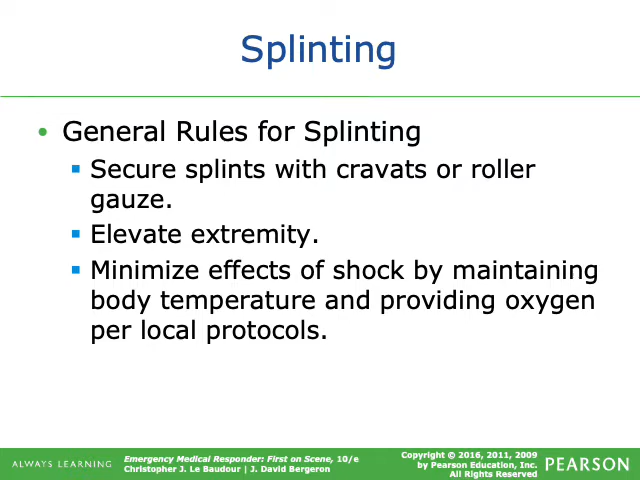 Splinting
• General Rules for Splinting
▪ Secure splints with cravats or roller
gauze.
▪ Elevate extremity.
▪ Minimize effects of shock by maintaining
body temperature and providing oxygen
per local protocols.
ALWAYS LEARNING
Emergency Medical Responder: First on Scene, 10/e
Christopher J. Le Baudour | J. David Bergeron
Copyright © 2016, 2011, 2009
by Pearson Education, Inc.
All Rights Reserved
PEARSON